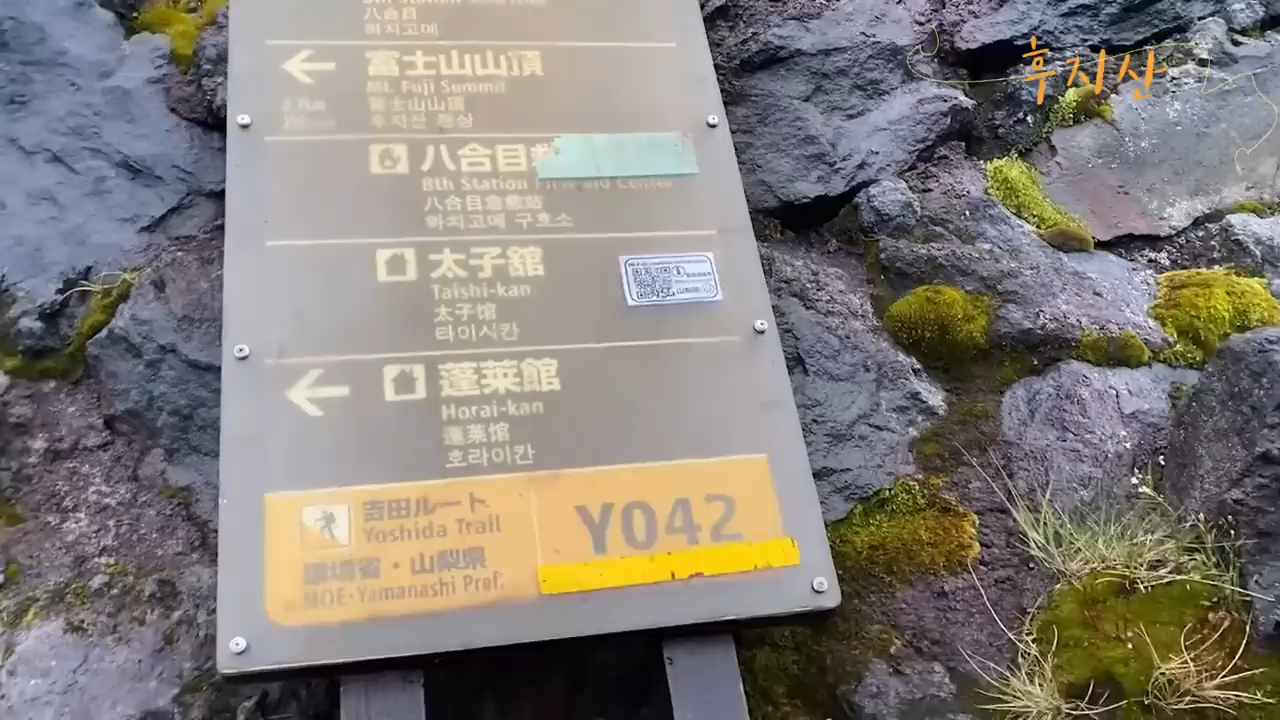 八合目
하치고메
후지산
富士山山頂
Mt. Fuji Summit
富士山山頂
후지산 정상
八合目
8th Station First Aid Center
八合目急救站
하치고메 구호소
太子舘
Taishi-kan
太子馆
타이시칸
蓬莱館
Horai-kan
蓬莱馆
호라이칸
吉田ルート
Yoshida Trail
環境省・山梨県
MOE・Yamanashi Pref.
Y042